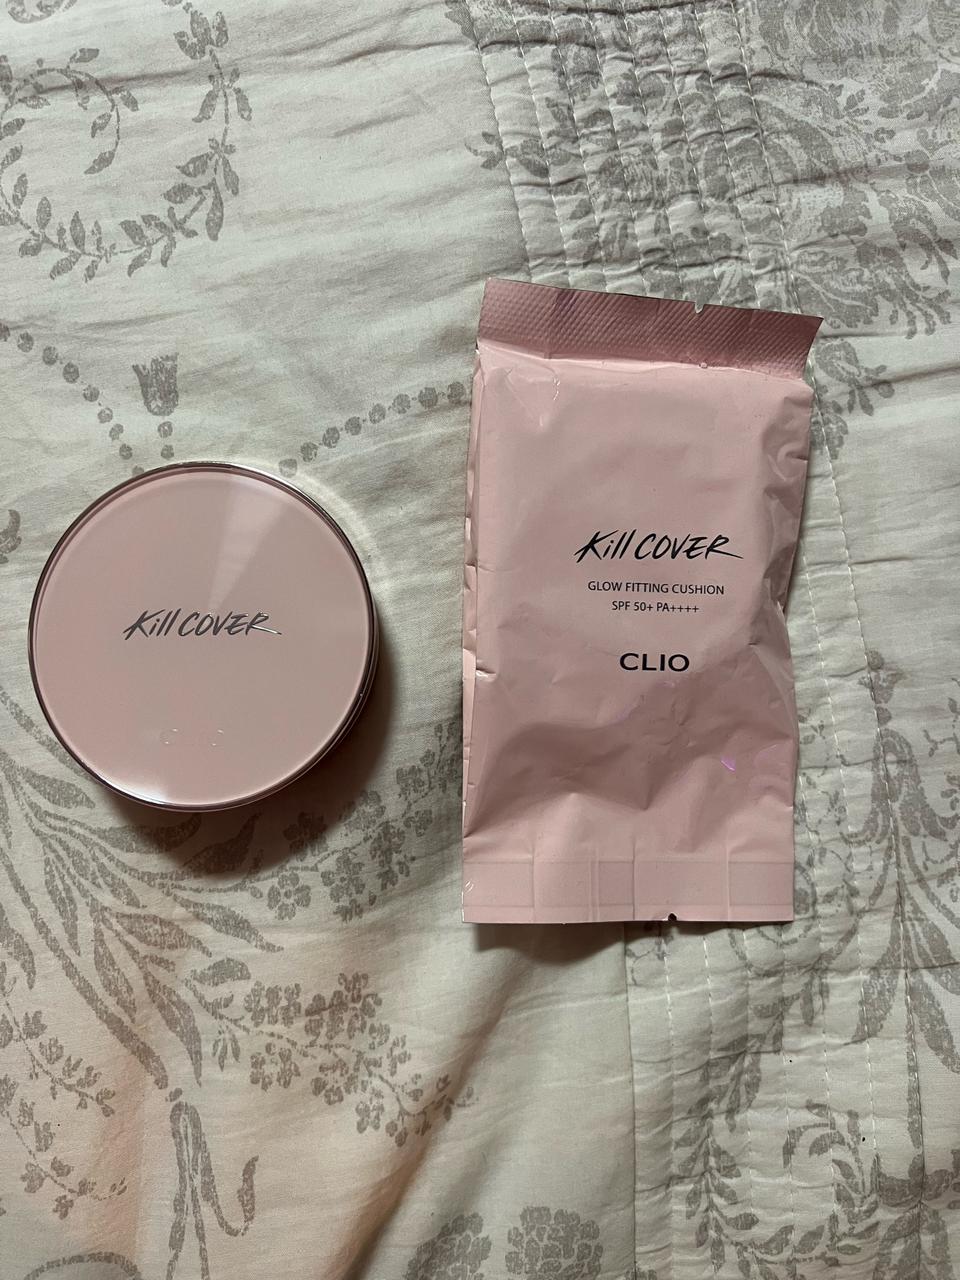 Kill COVER
Kill COVER
GLOW FITTING CUSHION
SPF 50+ PA++++
CLIO